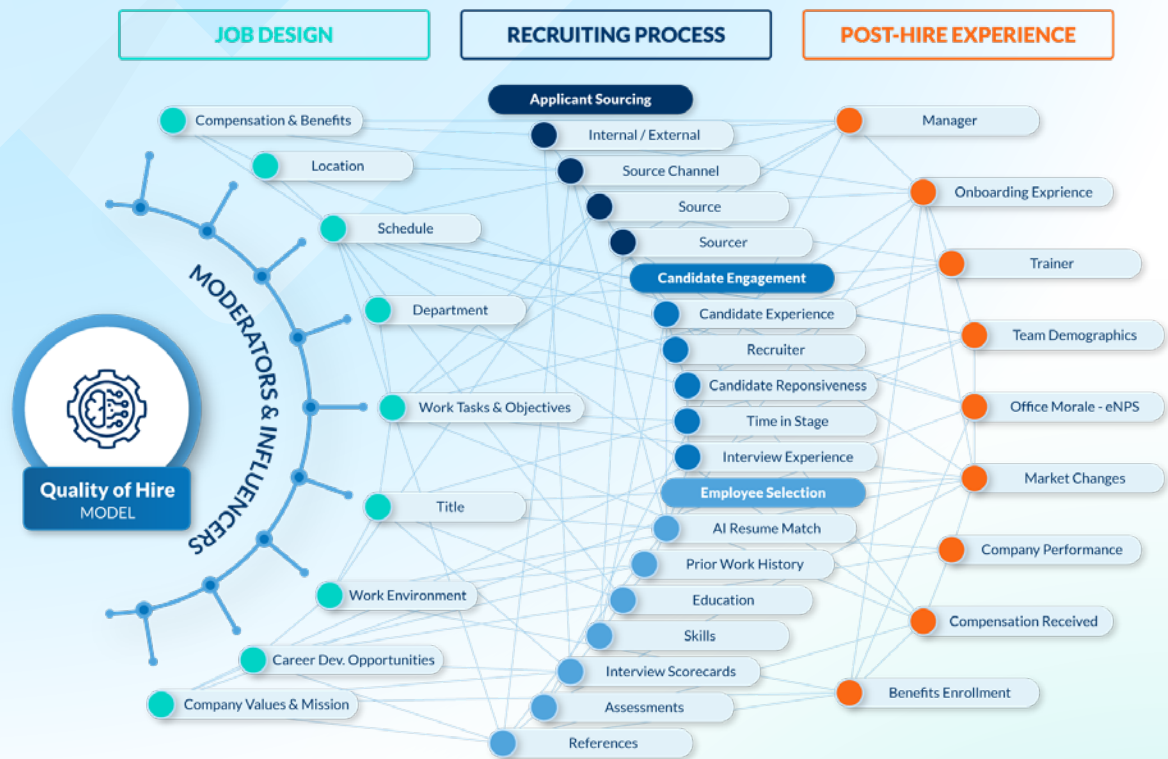 JOB DESIGN
RECRUITING PROCESS
POST-HIRE EXPERIENCE
Quality of Hire
MODEL
MODERATORS & INFLUENCERS
Compensation & Benefits
Location
Schedule
Department
Work Tasks & Objectives
Title
Work Environment
Career Dev. Opportunities
Company Values & Mission
Applicant Sourcing
Internal / External
Source Channel
Source
Sourcer
Candidate Engagement
Candidate Experience
Recruiter
Candidate Reponsiveness
Time in Stage
Interview Experience
Employee Selection
AI Resume Match
Prior Work History
Education
Skills
Interview Scorecards
Assessments
References
Manager
Onboarding Exprience
Trainer
Team Demographics
Office Morale - eNPS
Market Changes
Company Performance
Compensation Received
Benefits Enrollment